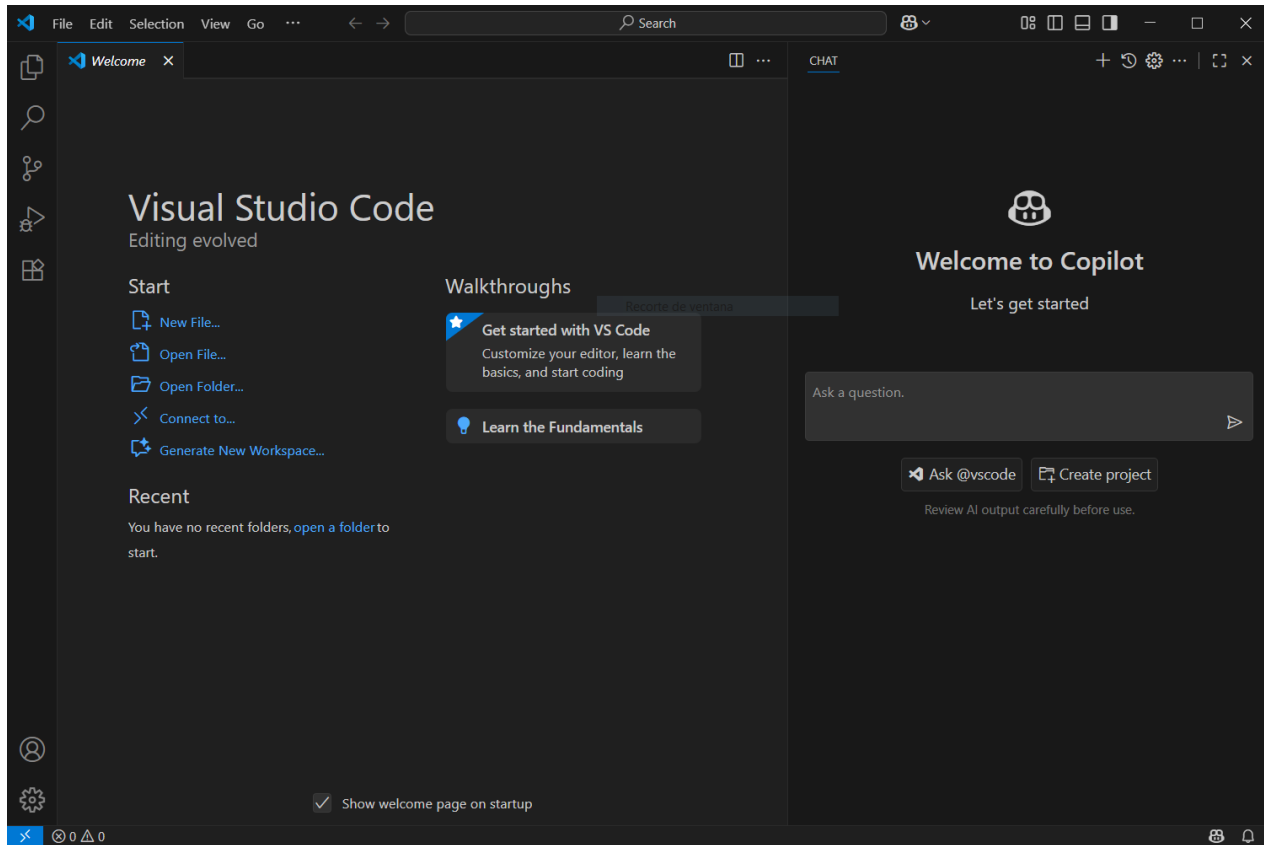 File Edit Selection View Go ··· Search
Welcome
CHAT
Visual Studio Code
Editing evolved
Start
New File...
Open File...
Open Folder...
Connect to...
Generate New Workspace...
Recent
You have no recent folders, open a folder to
start.
Walkthroughs
Recorte de ventana
Get started with VS Code
Customize your editor, learn the
basics, and start coding
Learn the Fundamentals
Show welcome page on startup
Welcome to Copilot
Let's get started
Ask a question.
Ask @vscode Create project
Review AI output carefully before use.
0 0